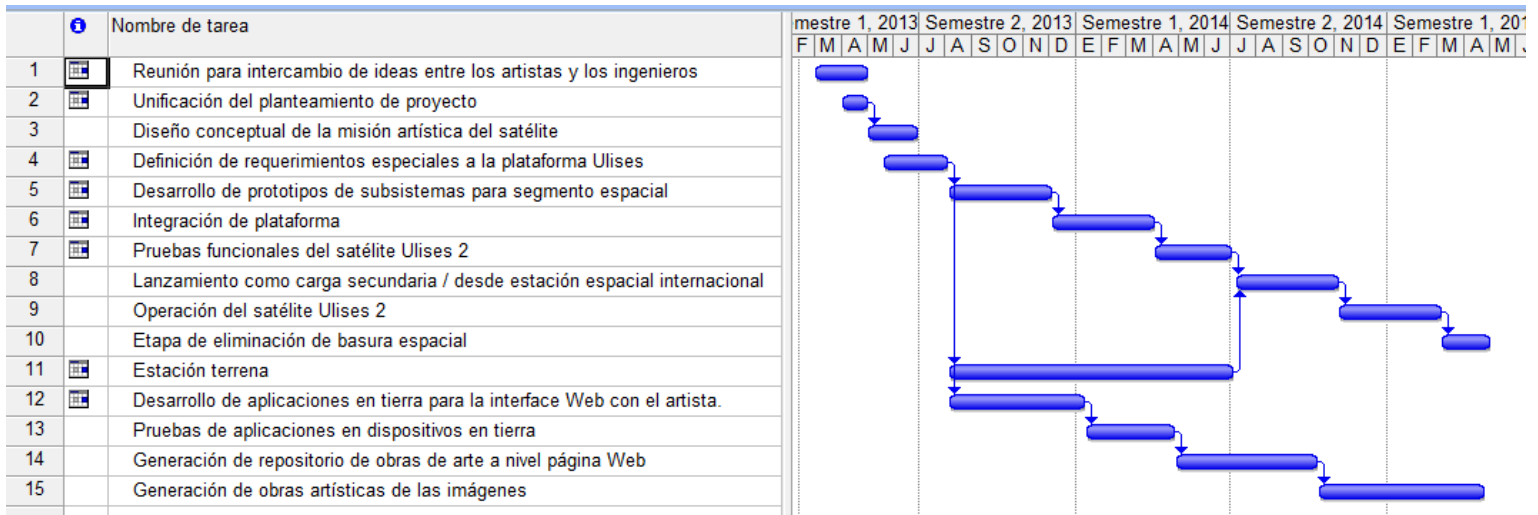 Nombre de tarea
mestre 1, 2013 Semestre 2, 2013 Semestre 1, 2014 Semestre 2, 2014 Semestre 1, 201
F M A M J J A S O N D E F M A M J J A S O N D E F M A M J
1 Reunión para intercambio de ideas entre los artistas y los ingenieros
2 Unificación del planteamiento de proyecto
3 Diseño conceptual de la misión artística del satélite
4 Definición de requerimientos especiales a la plataforma Ulises
5 Desarrollo de prototipos de subsistemas para segmento espacial
6 Integración de plataforma
7 Pruebas funcionales del satélite Ulises 2
8 Lanzamiento como carga secundaria / desde estación espacial internacional
9 Operación del satélite Ulises 2
10 Etapa de eliminación de basura espacial
11 Estación terrena
12 Desarrollo de aplicaciones en tierra para la interface Web con el artista.
13 Pruebas de aplicaciones en dispositivos en tierra
14 Generación de repositorio de obras de arte a nivel página Web
15 Generación de obras artísticas de las imágenes